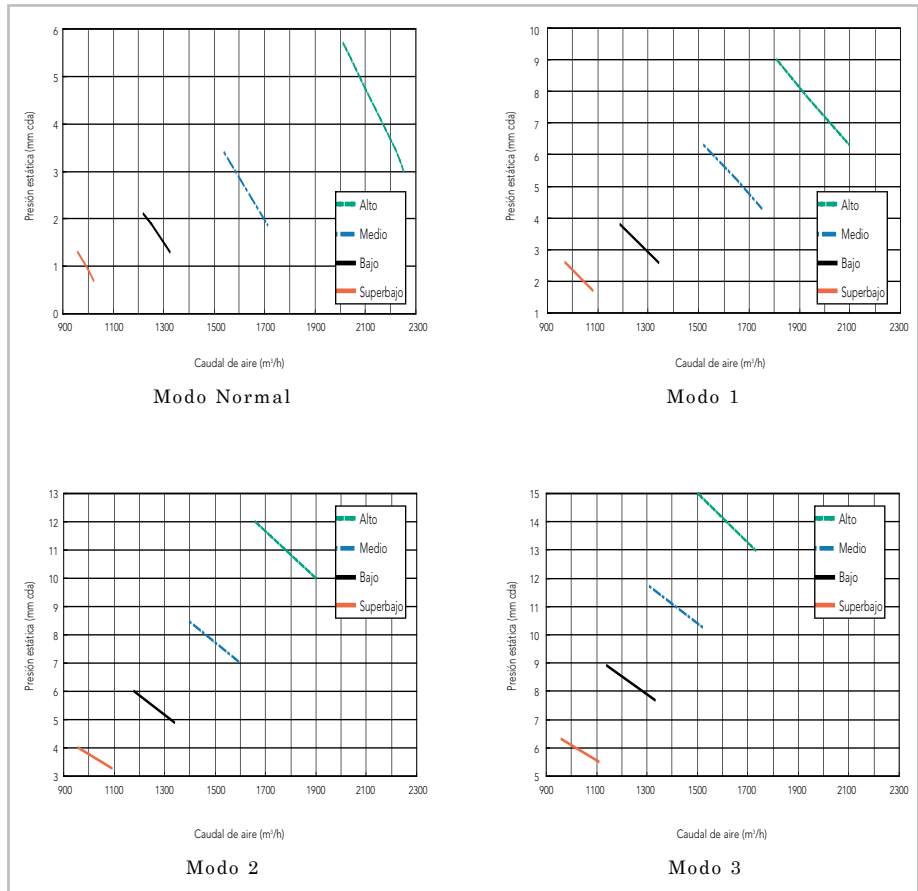 Presión estática (mm cda)
6
5
4
3
2
1
0
900 1100 1300 1500 1700 1900 2100 2300
Alto
Medio
Bajo
Superbajo
Caudal de aire (m³/h)
Modo Normal
Presión estática (mm cda)
10
9
8
7
6
5
4
3
2
1
900 1100 1300 1500 1700 1900 2100 2300
Alto
Medio
Bajo
Superbajo
Caudal de aire (m³/h)
Modo 1
Presión estática (mm cda)
13
12
11
10
9
8
7
6
5
4
3
900 1100 1300 1500 1700 1900 2100 2300
Alto
Medio
Bajo
Superbajo
Caudal de aire (m³/h)
Modo 2
Presión estática (mm cda)
15
14
13
12
11
10
9
8
7
6
5
900 1100 1300 1500 1700 1900 2100 2300
Alto
Medio
Bajo
Superbajo
Caudal de aire (m³/h)
Modo 3